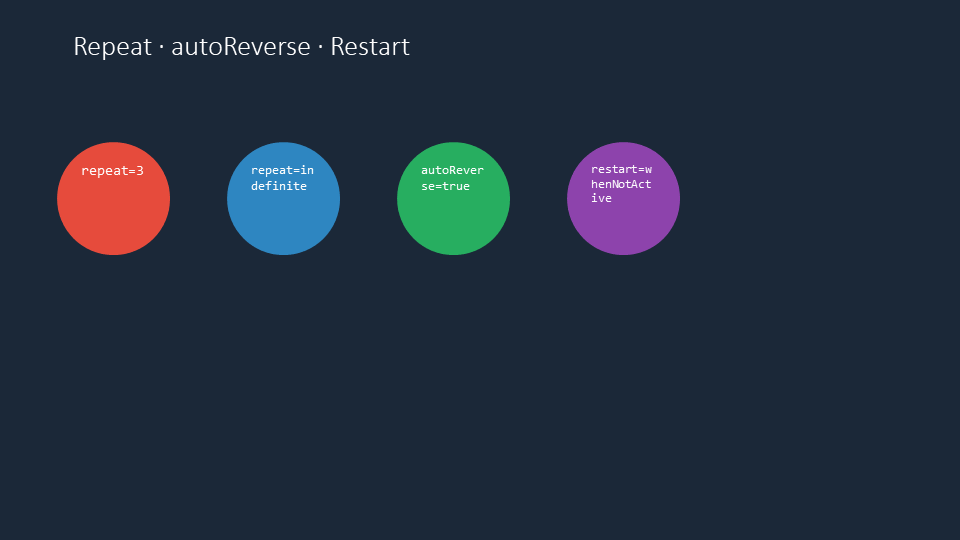 Repeat · autoReverse · Restart
repeat=3
repeat=in
definite
autoRever
se=true
restart=w
henNotAct
ive